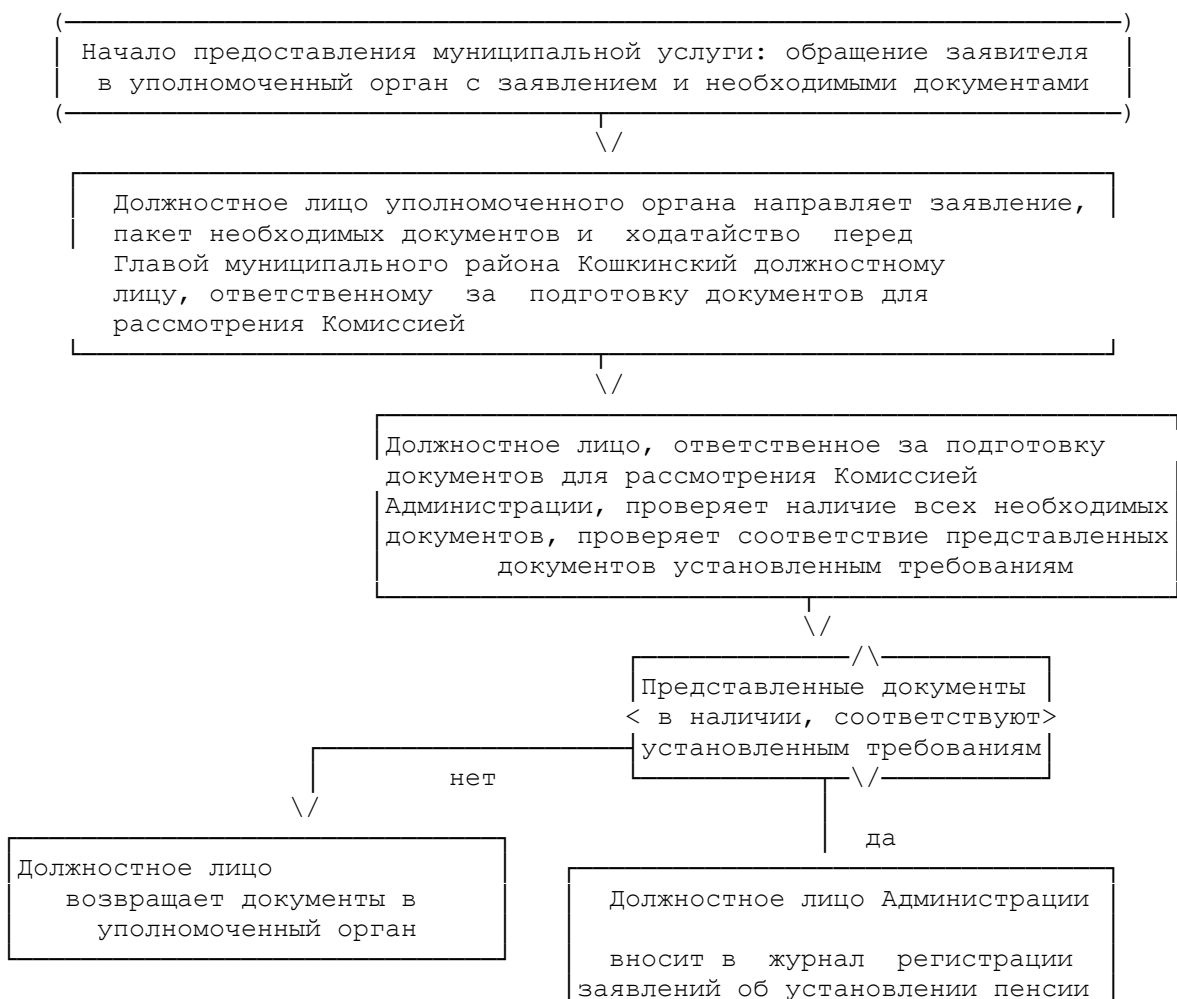 Начало предоставления муниципальной услуги: обращение заявителя
в уполномоченный орган с заявлением и необходимыми документами
Должностное лицо уполномоченного органа направляет заявление,
пакет необходимых документов и ходатайство перед
Главой муниципального района Кошкинский должностному
лицу, ответственному за подготовку документов для
рассмотрения Комиссией
Должностное лицо, ответственное за подготовку
документов для рассмотрения Комиссией
Администрации, проверяет наличие всех необходимых
документов, проверяет соответствие представленных
документов установленным требованиям
Представленные документы
< в наличии, соответствуют>
установленным требованиям
нет
да
Должностное лицо
возвращает документы в
уполномоченный орган
Должностное лицо Администрации
вносит в журнал регистрации
заявлений об установлении пенсии